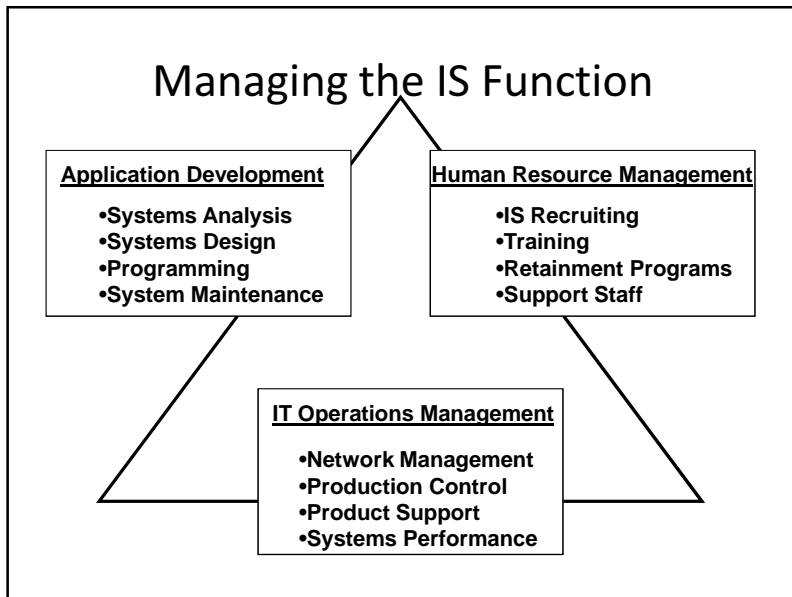 Managing the IS Function
Application Development
•Systems Analysis
•Systems Design
•Programming
•System Maintenance
Human Resource Management
•IS Recruiting
•Training
•Retainment Programs
•Support Staff
IT Operations Management
•Network Management
•Production Control
•Product Support
•Systems Performance